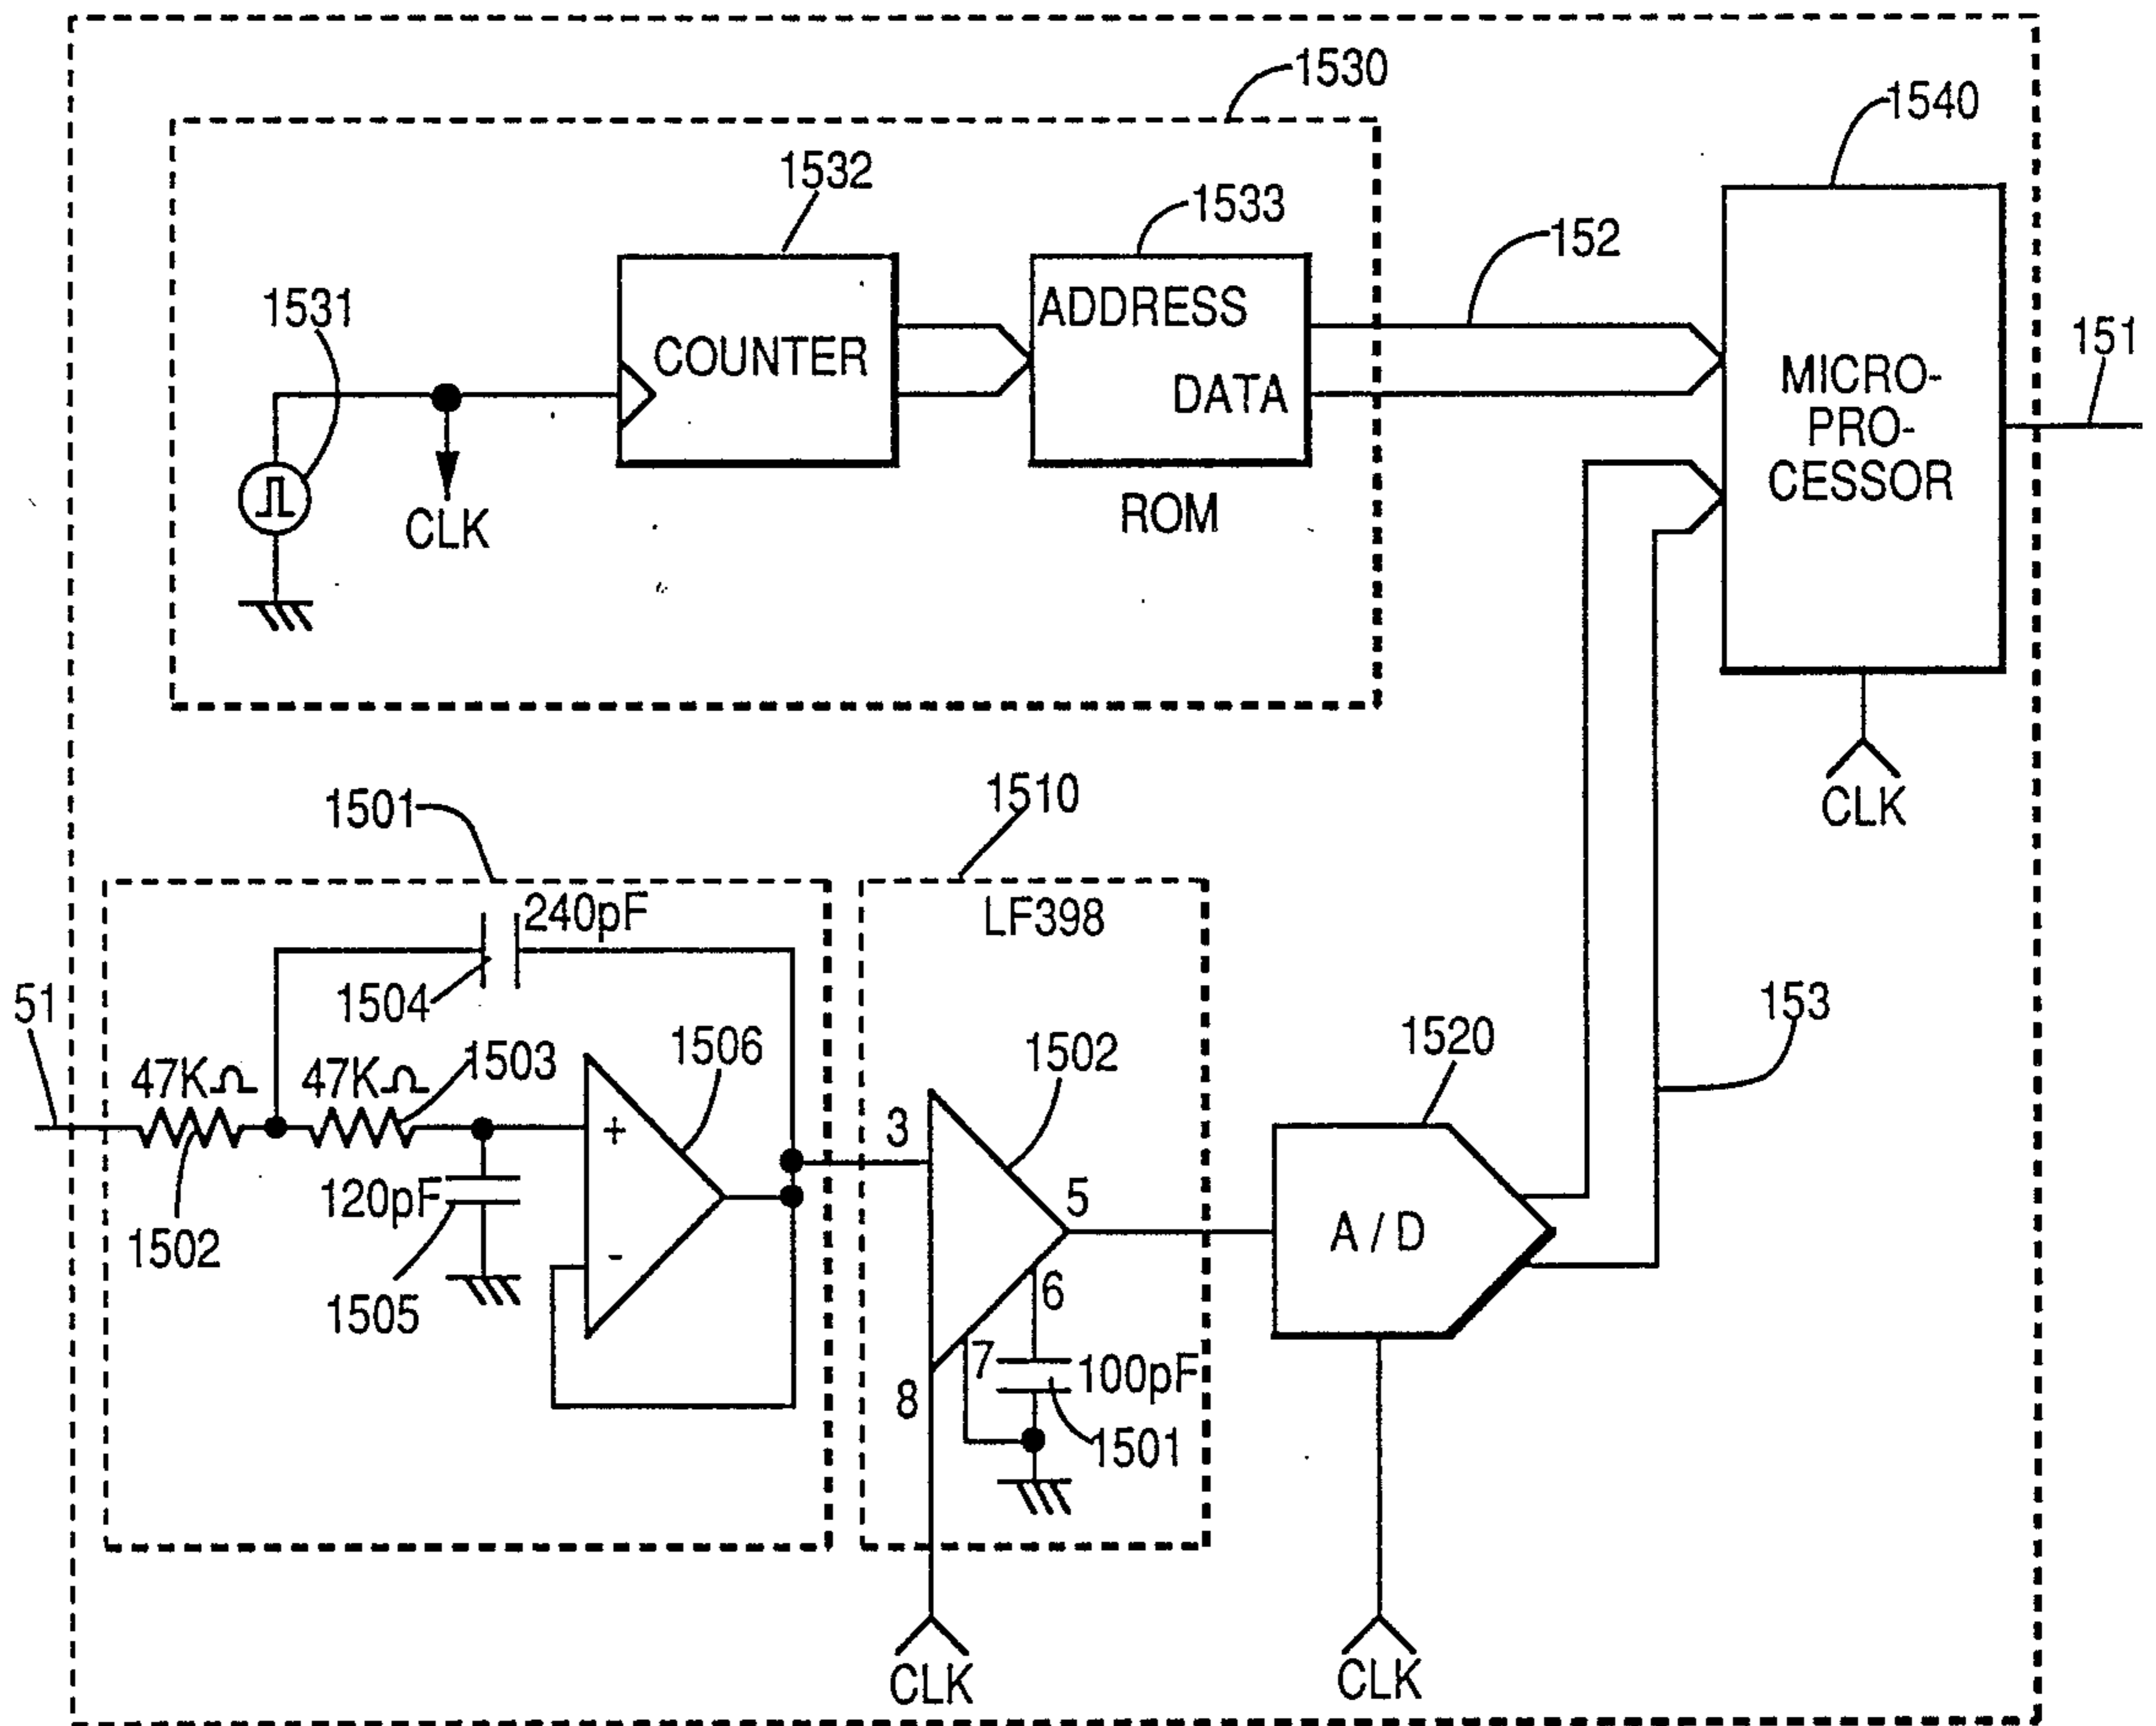 1530
1540
1532
1533
152
1531
ADDRESS
COUNTER
DATA
MICRO-
PRO-
CESSOR
151
CLK
ROM
CLK
1501
1510
240pF
LF398
1504
51
153
1506
1502
1520
47KΩ
47KΩ
1503
+
3
120pF
5
A / D
1502
-
6
1505
7
100pF
8
1501
CLK
CLK